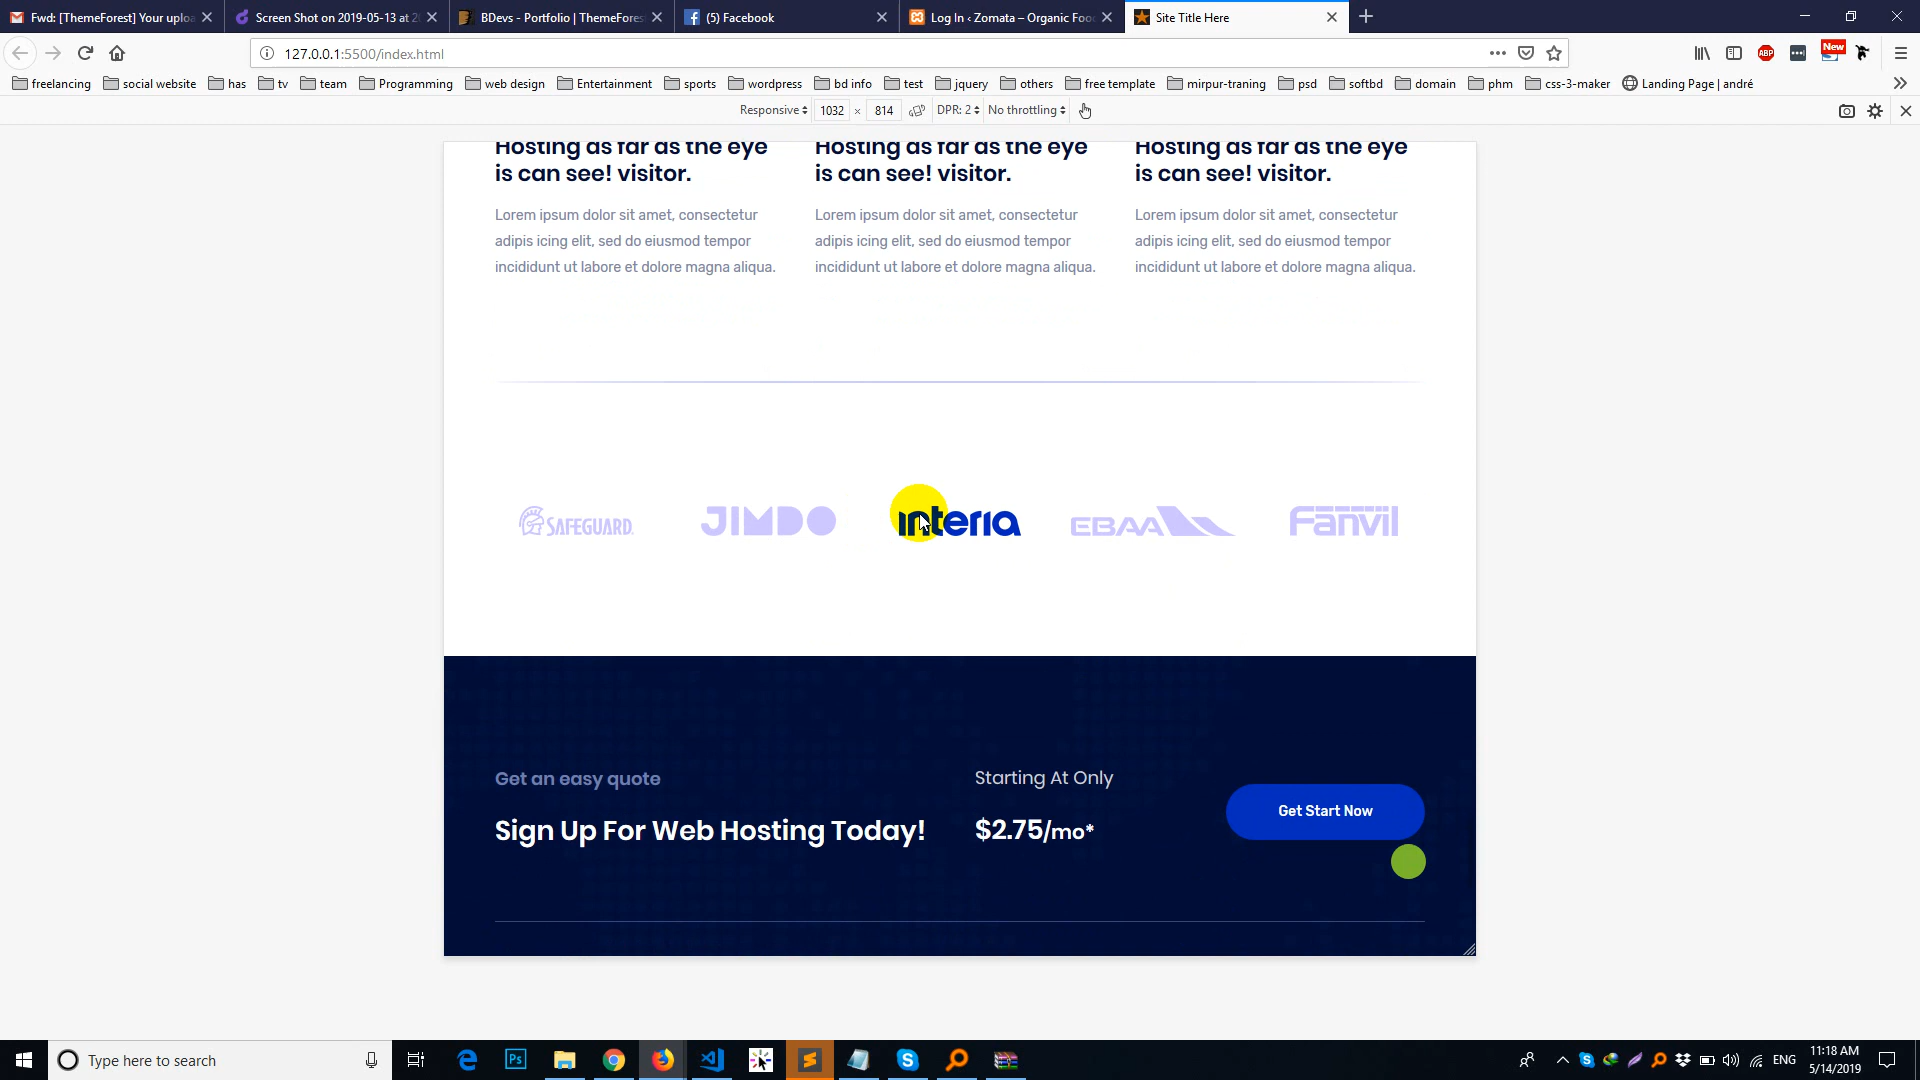 Fwd: [ThemeForest] Your uploa
Screen Shot on 2019-05-13 at 2
BDevs - Portfolio | ThemeFores
(5) Facebook
Log In ‹ Zomata – Organic Foo
Site Title Here
127.0.0.1:5500/index.html
ABP
New
freelancing
social website
has
tv
team
Programming
web design
Entertainment
sports
wordpress
bd info
test
jquery
others
free template
mirpur-traning
psd
softbd
domain
phm
css-3-maker
Landing Page | andré
Responsive
1032 × 814
DPR: 2
No throttling
Hosting as far as the eye
is can see! visitor.
Lorem ipsum dolor sit amet, consectetur
adipis icing elit, sed do eiusmod tempor
incididunt ut labore et dolore magna aliqua.
Hosting as far as the eye
is can see! visitor.
Lorem ipsum dolor sit amet, consectetur
adipis icing elit, sed do eiusmod tempor
incididunt ut labore et dolore magna aliqua.
Hosting as far as the eye
is can see! visitor.
Lorem ipsum dolor sit amet, consectetur
adipis icing elit, sed do eiusmod tempor
incididunt ut labore et dolore magna aliqua.
SAFEGUARD.
JIMDO
interia
EBAA
Fanvil
Get an easy quote
Sign Up For Web Hosting Today!
Starting At Only
$2.75/mo*
Get Start Now
Type here to search
Ps
ENG
11:18 AM
5/14/2019